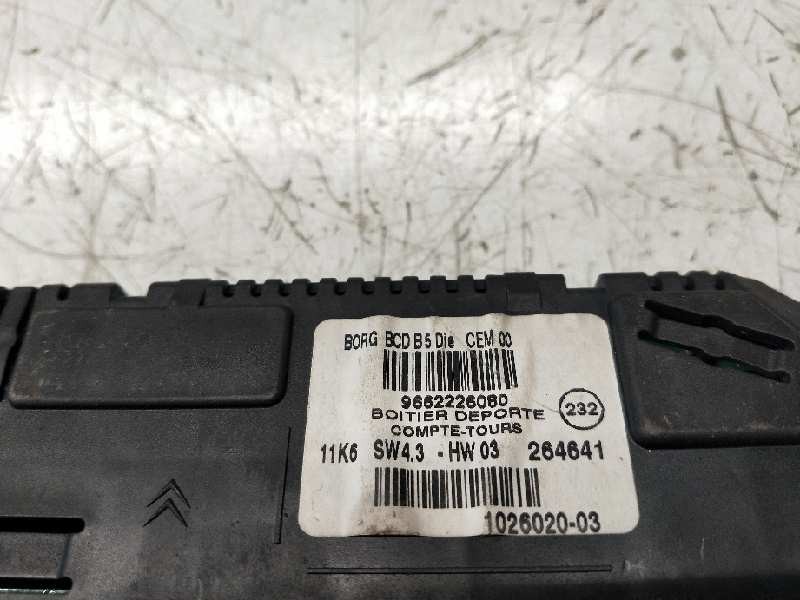 BORG BCD B5 Die CEM 00
9662226080
BOITIER DEPORTE
COMPTE-TOURS
232
11K6 SW4.3 - HW 03 264641
1026020-03